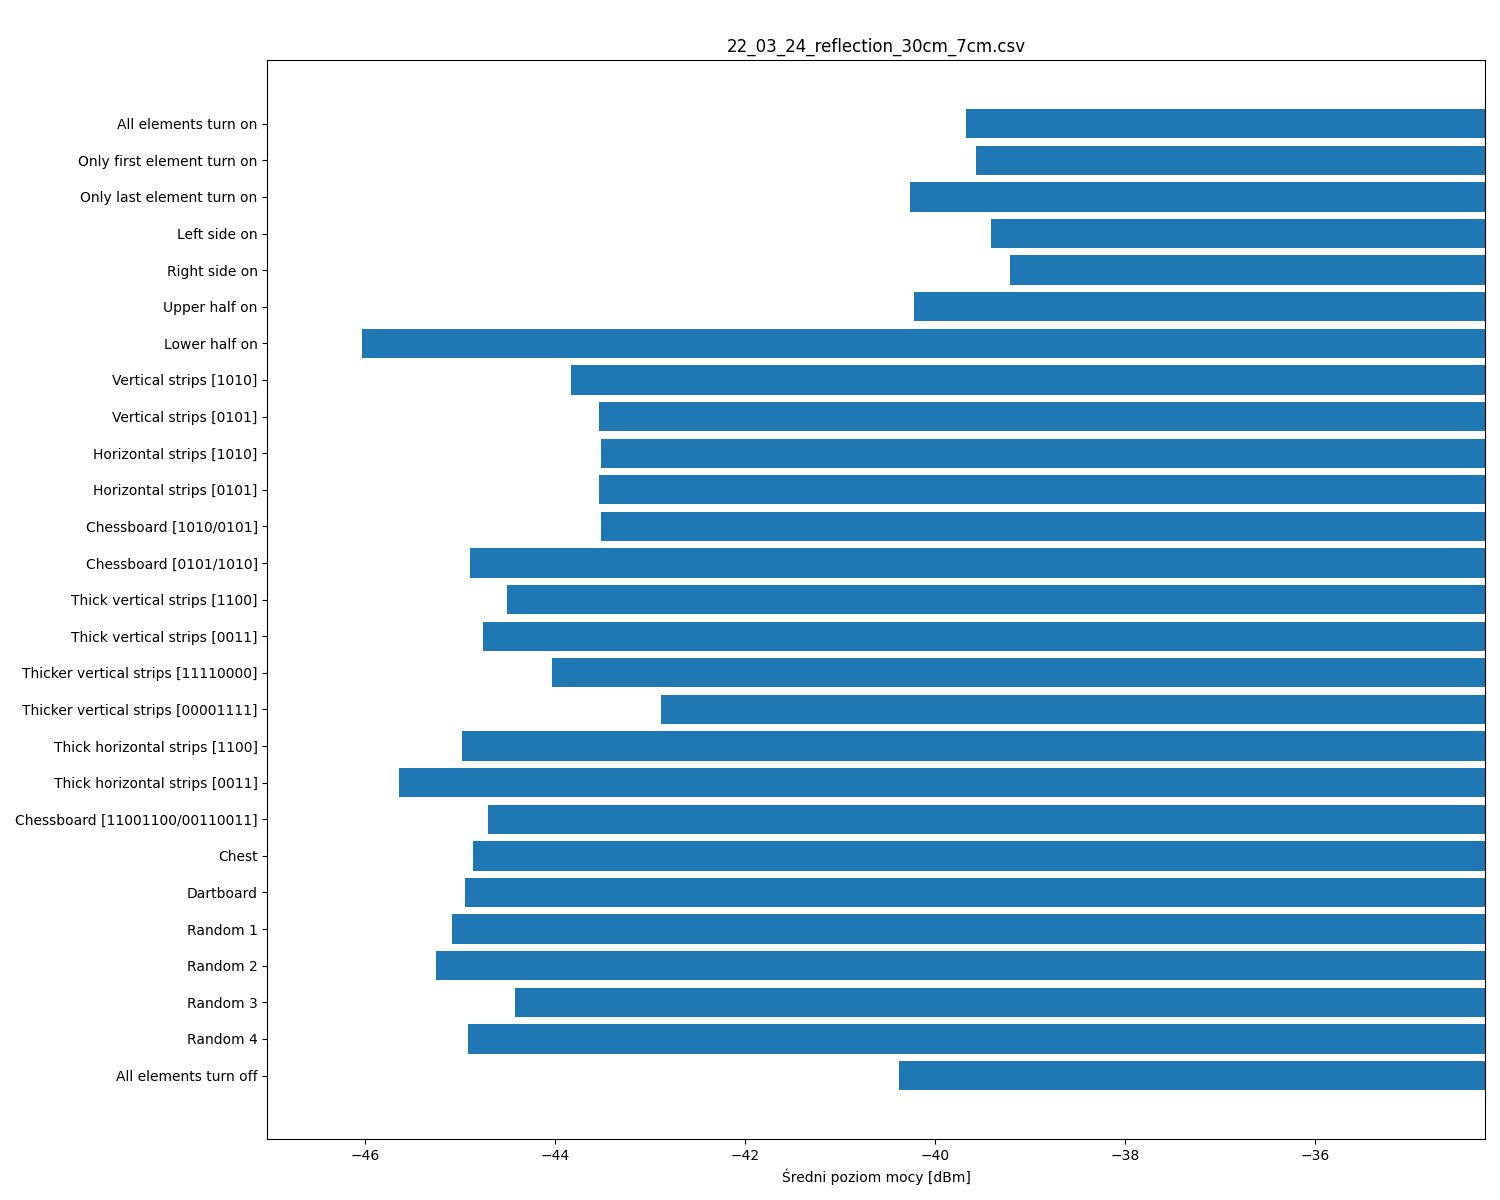 22_03_24_reflection_30cm_7cm.csv
All elements turn on
Only first element turn on
Only last element turn on
Left side on
Right side on
Upper half on
Lower half on
Vertical strips [1010]
Vertical strips [0101]
Horizontal strips [1010]
Horizontal strips [0101]
Chessboard [1010/0101]
Chessboard [0101/1010]
Thick vertical strips [1100]
Thick vertical strips [0011]
Thicker vertical strips [11110000]
Thicker vertical strips [00001111]
Thick horizontal strips [1100]
Thick horizontal strips [0011]
Chessboard [11001100/00110011]
Chest
Dartboard
Random 1
Random 2
Random 3
Random 4
All elements turn off
−46 −44 −42 −40 −38 −36
Średni poziom mocy [dBm]